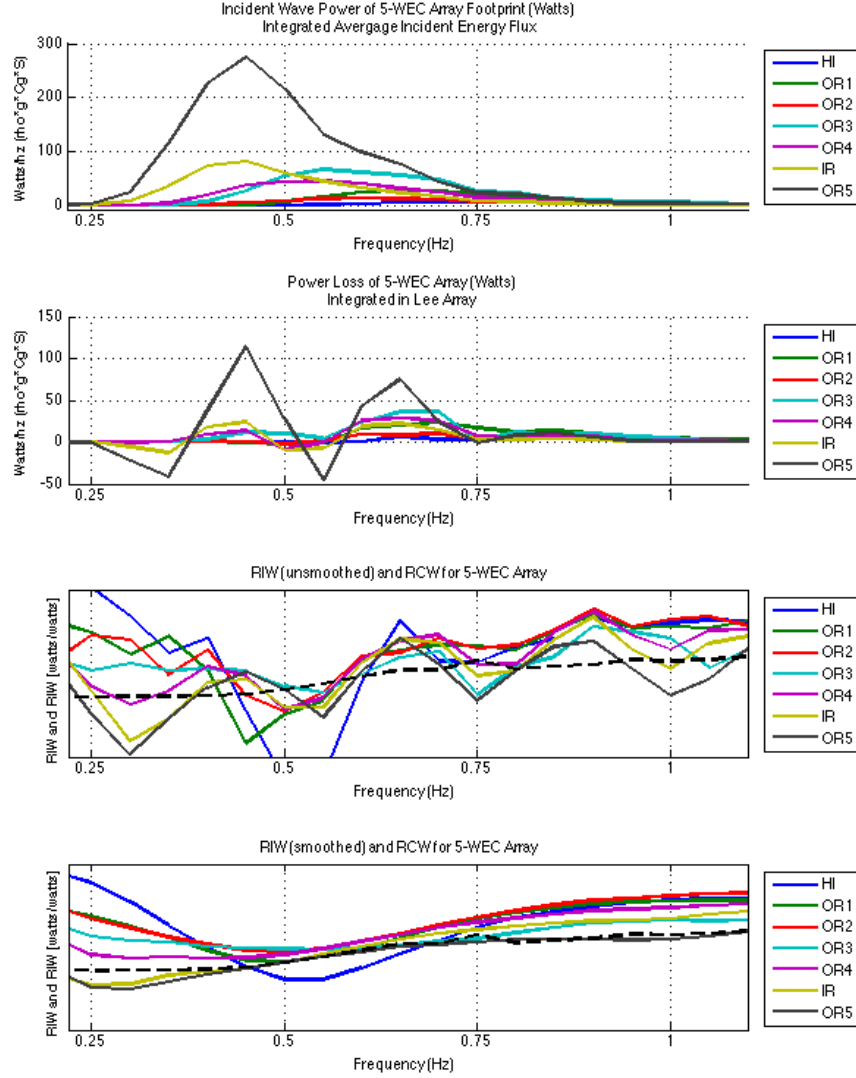 Incident Wave Power of 5-WEC Array Footprint (Watts)
Integrated Avergage Incident Energy Flux
300
200
100
0
Watts/hz (rho*g*Cg*S)
0.25
0.5
0.75
1
Frequency (Hz)
HI
OR1
OR2
OR3
OR4
IR
OR5
Power Loss of 5-WEC Array (Watts)
Integrated in Lee Array
150
100
50
0
-50
Watts/hz (rho*g*Cg*S)
0.25
0.5
0.75
1
Frequency (Hz)
HI
OR1
OR2
OR3
OR4
IR
OR5
RIW (unsmoothed) and RCW for 5-WEC Array
RIW and RIW [watts/watts]
0.25
0.5
0.75
1
Frequency (Hz)
HI
OR1
OR2
OR3
OR4
IR
OR5
RIW (smoothed) and RCW for 5-WEC Array
RIW and RIW [watts/watts]
0.25
0.5
0.75
1
Frequency (Hz)
HI
OR1
OR2
OR3
OR4
IR
OR5